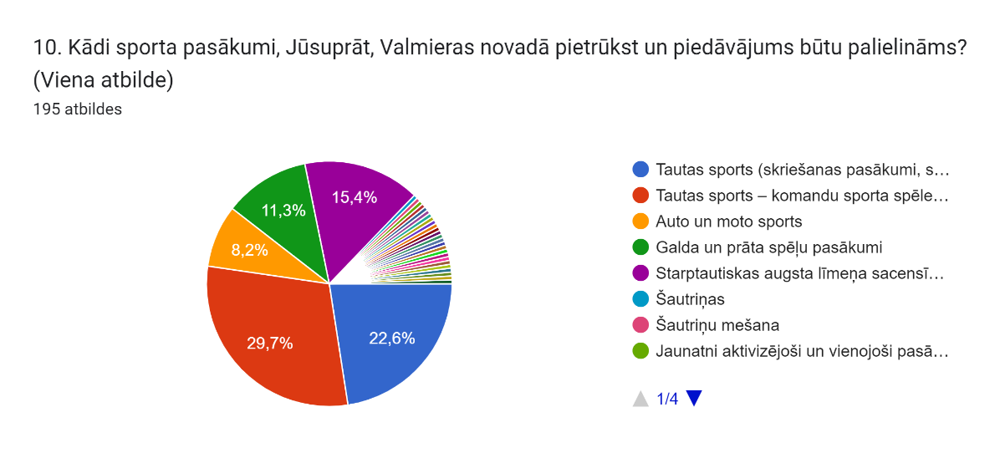 10. Kādi sporta pasākumi, Jūsuprāt, Valmieras novadā pietrūkst un piedāvājums būtu palielināms?
(Viena atbilde)
195 atbildes
15,4%
11,3%
8,2%
29,7%
22,6%
Tautas sports (skriešanas pasākumi, s…
Tautas sports – komandu sporta spēle…
Auto un moto sports
Galda un prāta spēļu pasākumi
Starptautiskas augsta līmeņa sacensī…
Šautriņas
Šautriņu mešana
Jaunatni aktivizējoši un vienojoši pasā…
1/4